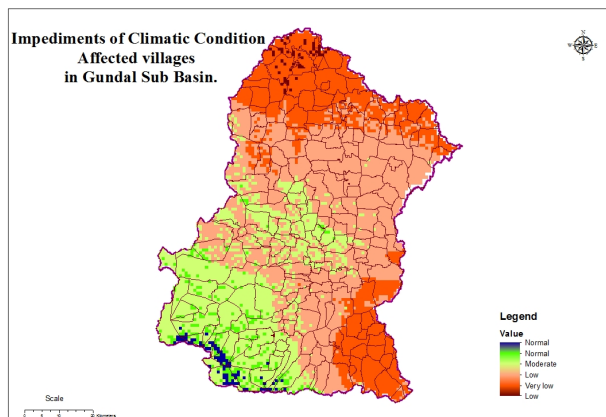 Impediments of Climatic Condition
Affected villages
in Gundal Sub Basin.
N
W E
S
Legend
Value
Normal
Normal
Moderate
Low
Very low
Low
Scale